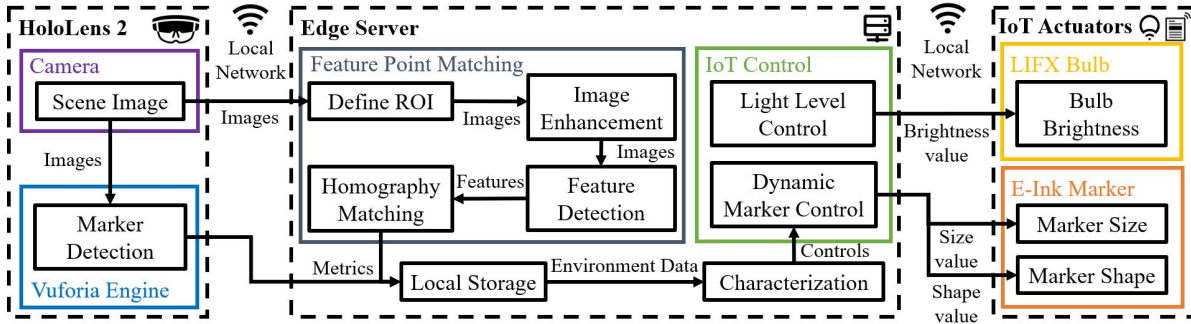 HoloLens 2
Camera
Scene Image
Images
Marker
Detection
Vuforia Engine
Local
Network
Images
Edge Server
Feature Point Matching
Define ROI
Images
Image
Enhancement
Images
Feature
Detection
Features
Homography
Matching
Metrics
Local Storage
Environment Data
Characterization
Controls
IoT Control
Light Level
Control
Dynamic
Marker Control
Local
Network
Brightness
value
Size
value
Shape
value
IoT Actuators
LIFX Bulb
Bulb
Brightness
E-Ink Marker
Marker Size
Marker Shape